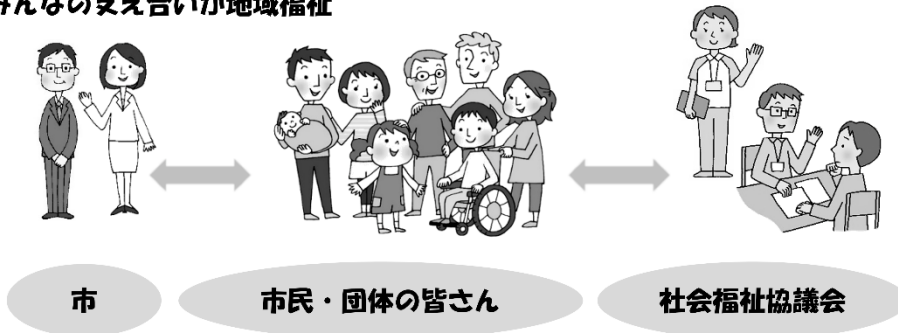 みんなの支え合いが地域福祉
市
市民・団体の皆さん
社会福祉協議会